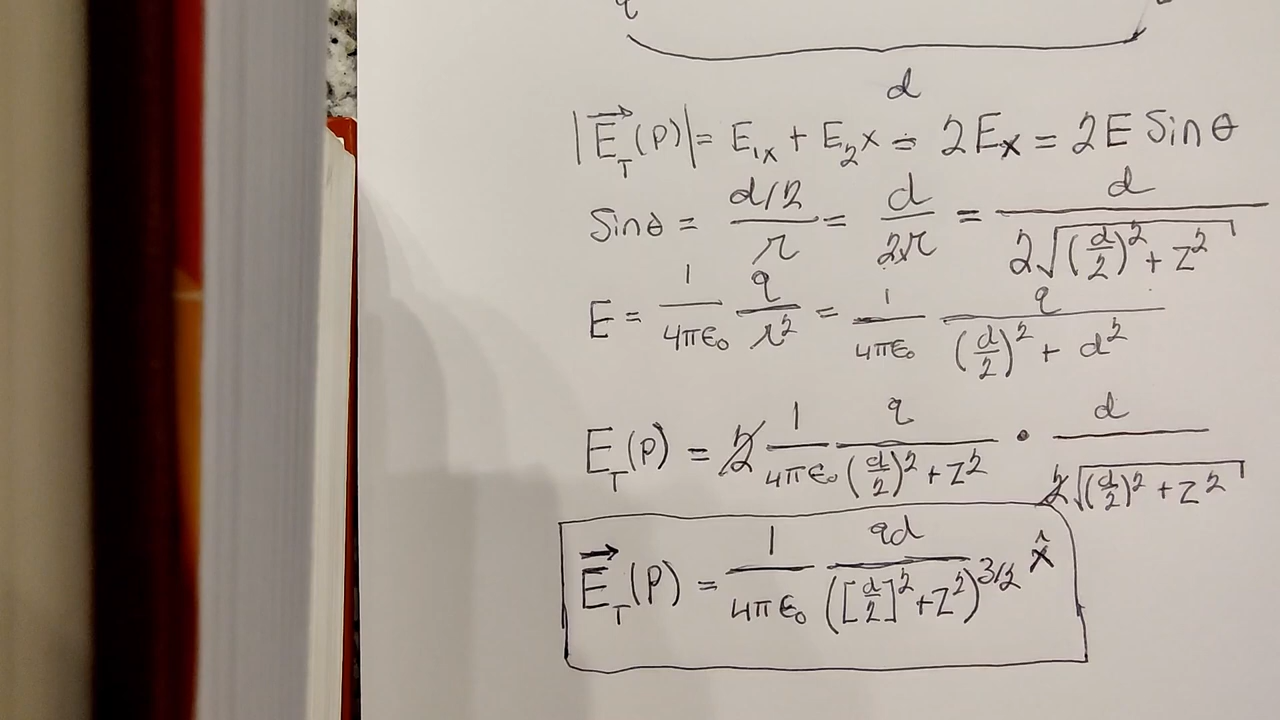 q
d
|E⃗_T(P)| = E_1x + E_2x = 2E_x = 2E Sinθ
Sinθ = (d/2)/r = d/2r = d/2√((d/2)² + z²)
E = 1/4πε₀ q/r² = 1/4πε₀ q/((d/2)² + d²)
E_T(P) = 2 1/4πε₀ q/((d/2)² + z²) · d/2√((d/2)² + z²)
E⃗_T(P) = 1/4πε₀ qd/([d/2]² + z²)^3/2 x̂